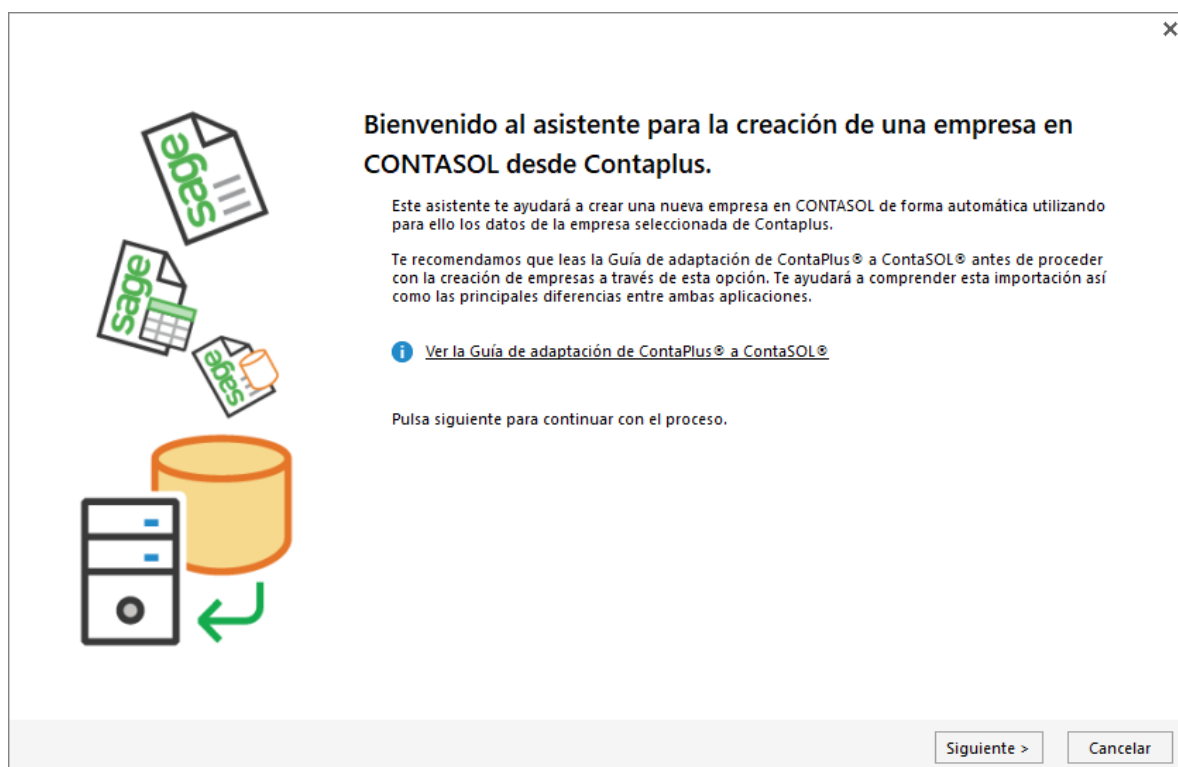 Bienvenido al asistente para la creación de una empresa en
CONTASOL desde Contaplus.
Este asistente te ayudará a crear una nueva empresa en CONTASOL de forma automática utilizando
para ello los datos de la empresa seleccionada de Contaplus.
Te recomendamos que leas la Guía de adaptación de ContaPlus® a ContaSOL® antes de proceder
con la creación de empresas a través de esta opción. Te ayudará a comprender esta importación así
como las principales diferencias entre ambas aplicaciones.
Ver la Guía de adaptación de ContaPlus® a ContaSOL®
Pulsa siguiente para continuar con el proceso.
sage
sage
sage
Siguiente >
Cancelar